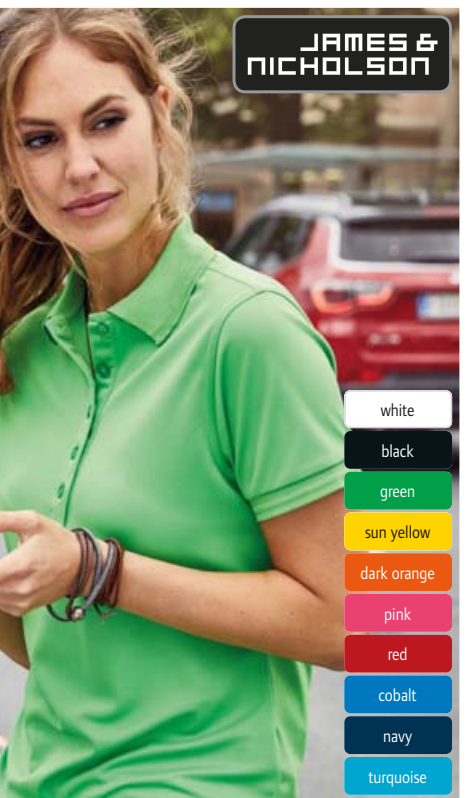 JAMES &
NICHOLSON
white
black
green
sun yellow
dark orange
pink
red
cobalt
navy
turquoise